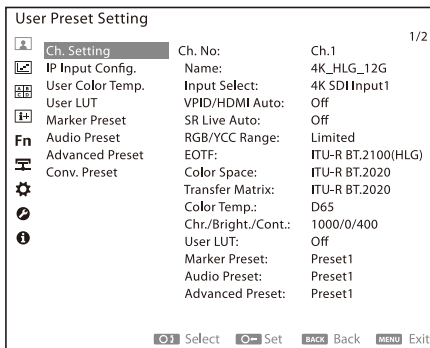 User Preset Setting
1/2
Ch. Setting Ch. No: Ch.1
IP Input Config. Name: 4K_HLG_12G
User Color Temp. Input Select: 4K SDI Input1
User LUT VPID/HDMI Auto: Off
Marker Preset SR Live Auto: Off
Fn Audio Preset RGB/YCC Range: Limited
Advanced Preset EOTF: ITU-R BT.2100(HLG)
Conv. Preset Color Space: ITU-R BT.2020
Transfer Matrix: ITU-R BT.2020
Color Temp.: D65
Chr./Bright./Cont.: 1000/0/400
User LUT: Off
Marker Preset: Preset1
Audio Preset: Preset1
Advanced Preset: Preset1
Select Set BACK Back MENU Exit